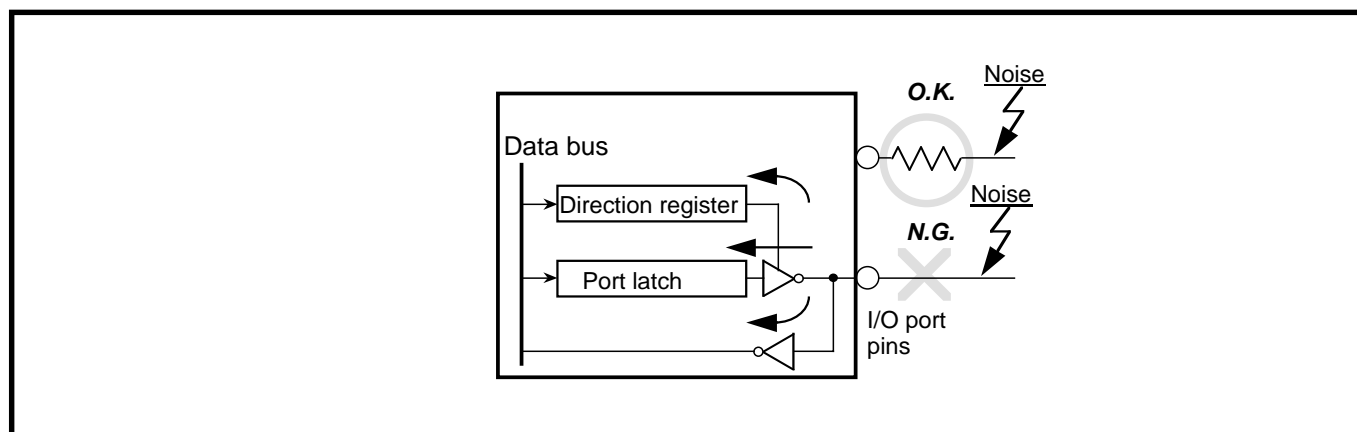 Noise
O.K.
Data bus
Noise
Direction register
N.G.
Port latch
I/O port
pins